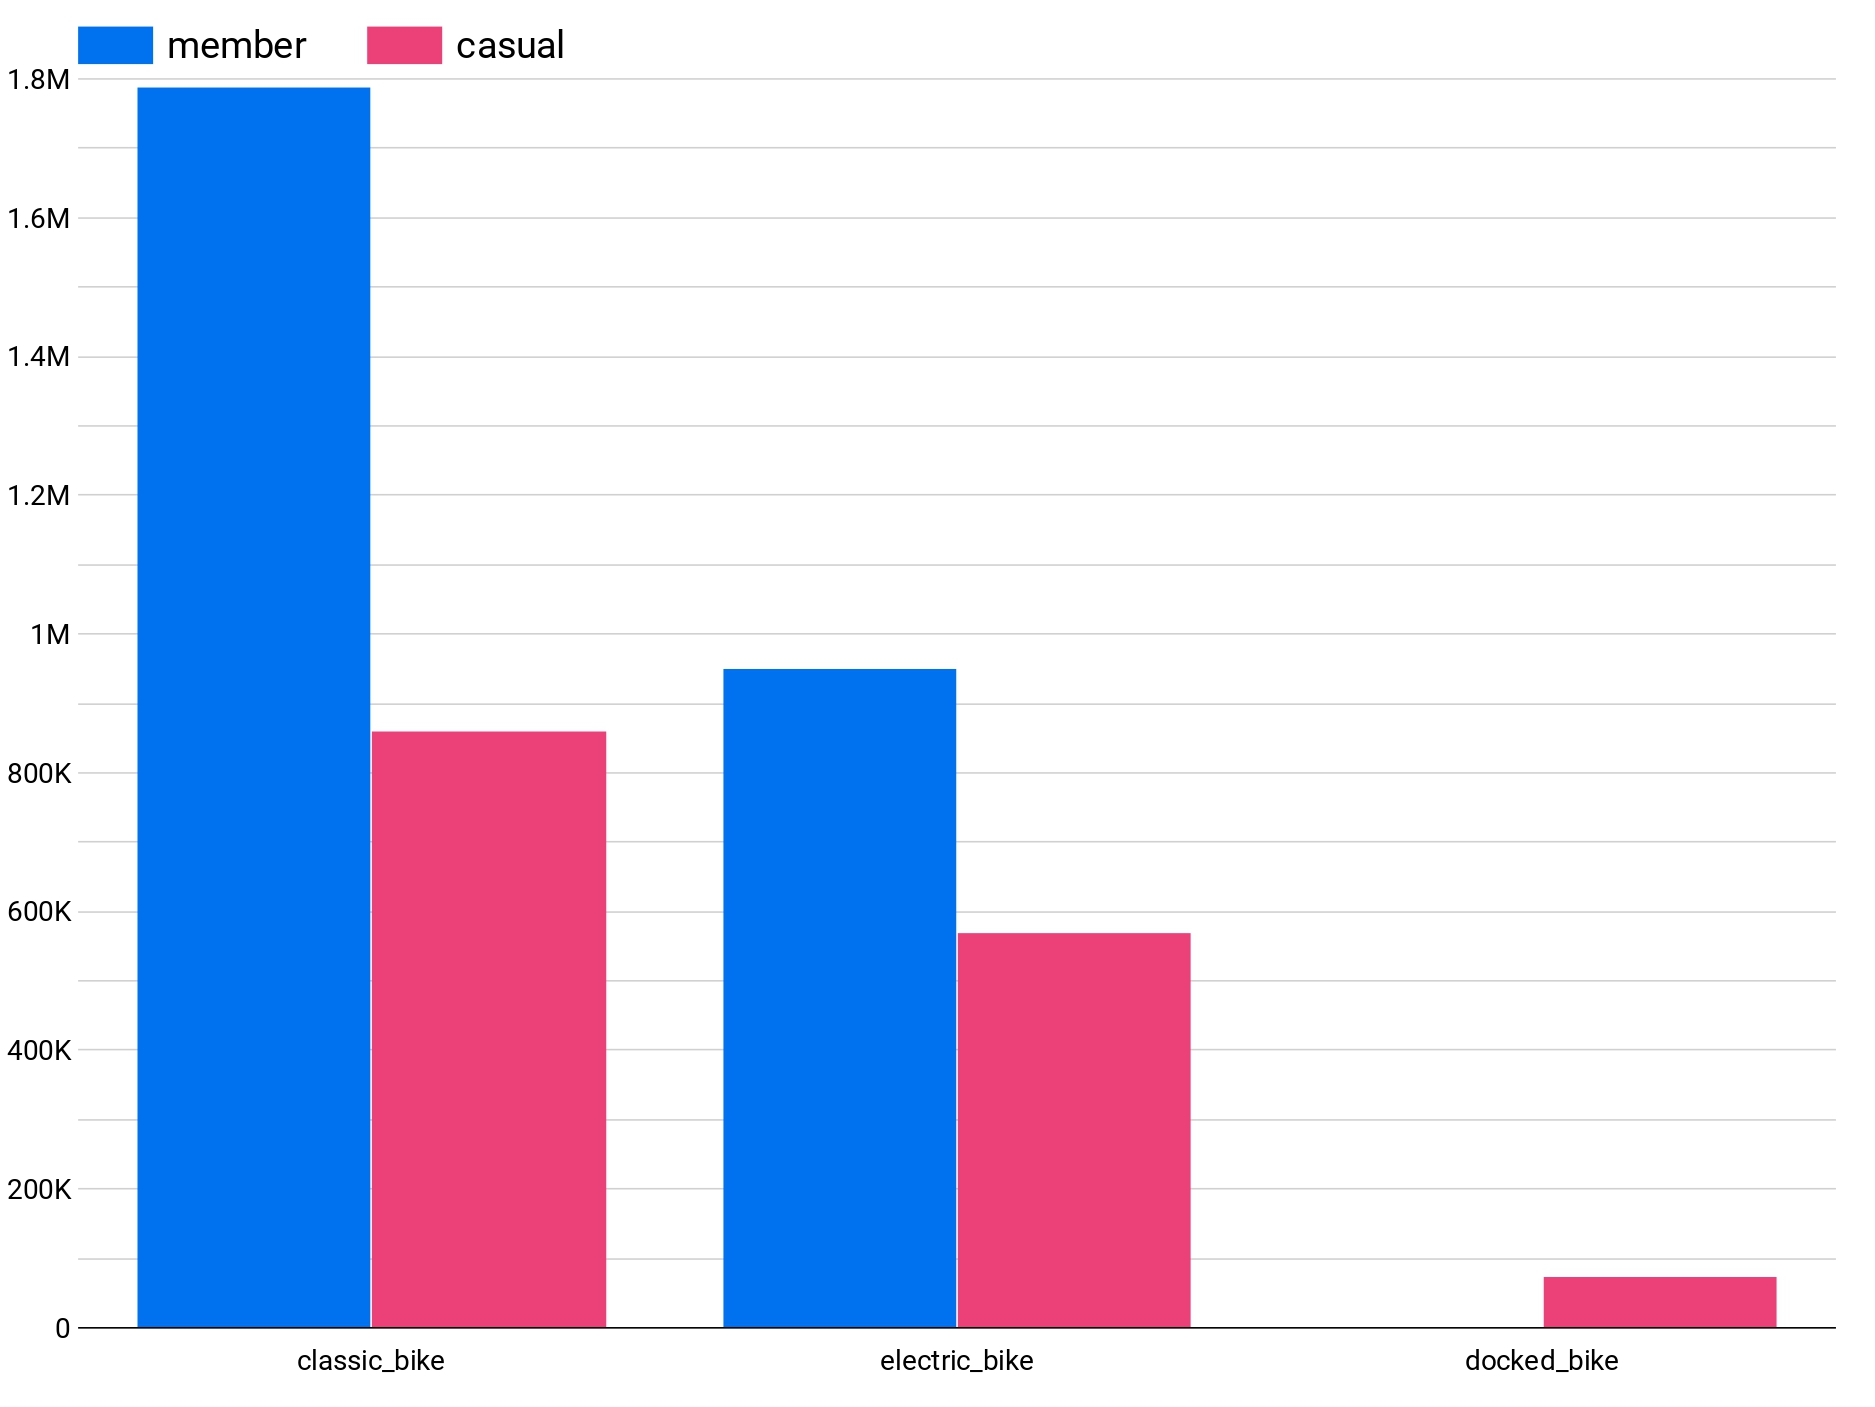 member casual
1.8M
1.6M
1.4M
1.2M
1M
800K
600K
400K
200K
0
classic_bike electric_bike docked_bike